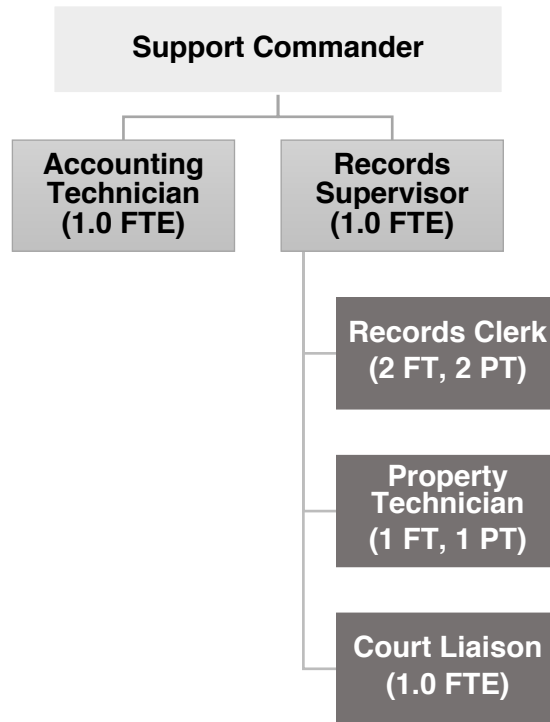 Support Commander
Accounting
Technician
(1.0 FTE)
Records
Supervisor
(1.0 FTE)
Records Clerk
(2 FT, 2 PT)
Property
Technician
(1 FT, 1 PT)
Court Liaison
(1.0 FTE)